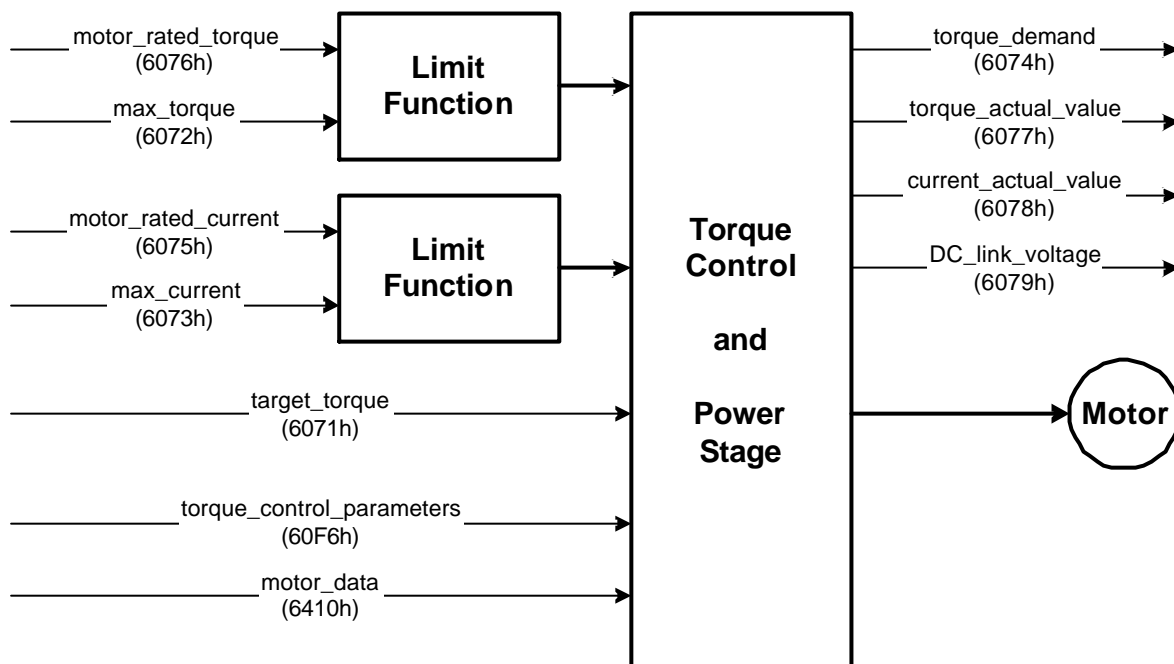 motor_rated_torque
(6076h)
max_torque
(6072h)
Limit
Function
motor_rated_current
(6075h)
max_current
(6073h)
Limit
Function
target_torque
(6071h)
torque_control_parameters
(60F6h)
motor_data
(6410h)
Torque
Control
and
Power
Stage
torque_demand
(6074h)
torque_actual_value
(6077h)
current_actual_value
(6078h)
DC_link_voltage
(6079h)
Motor